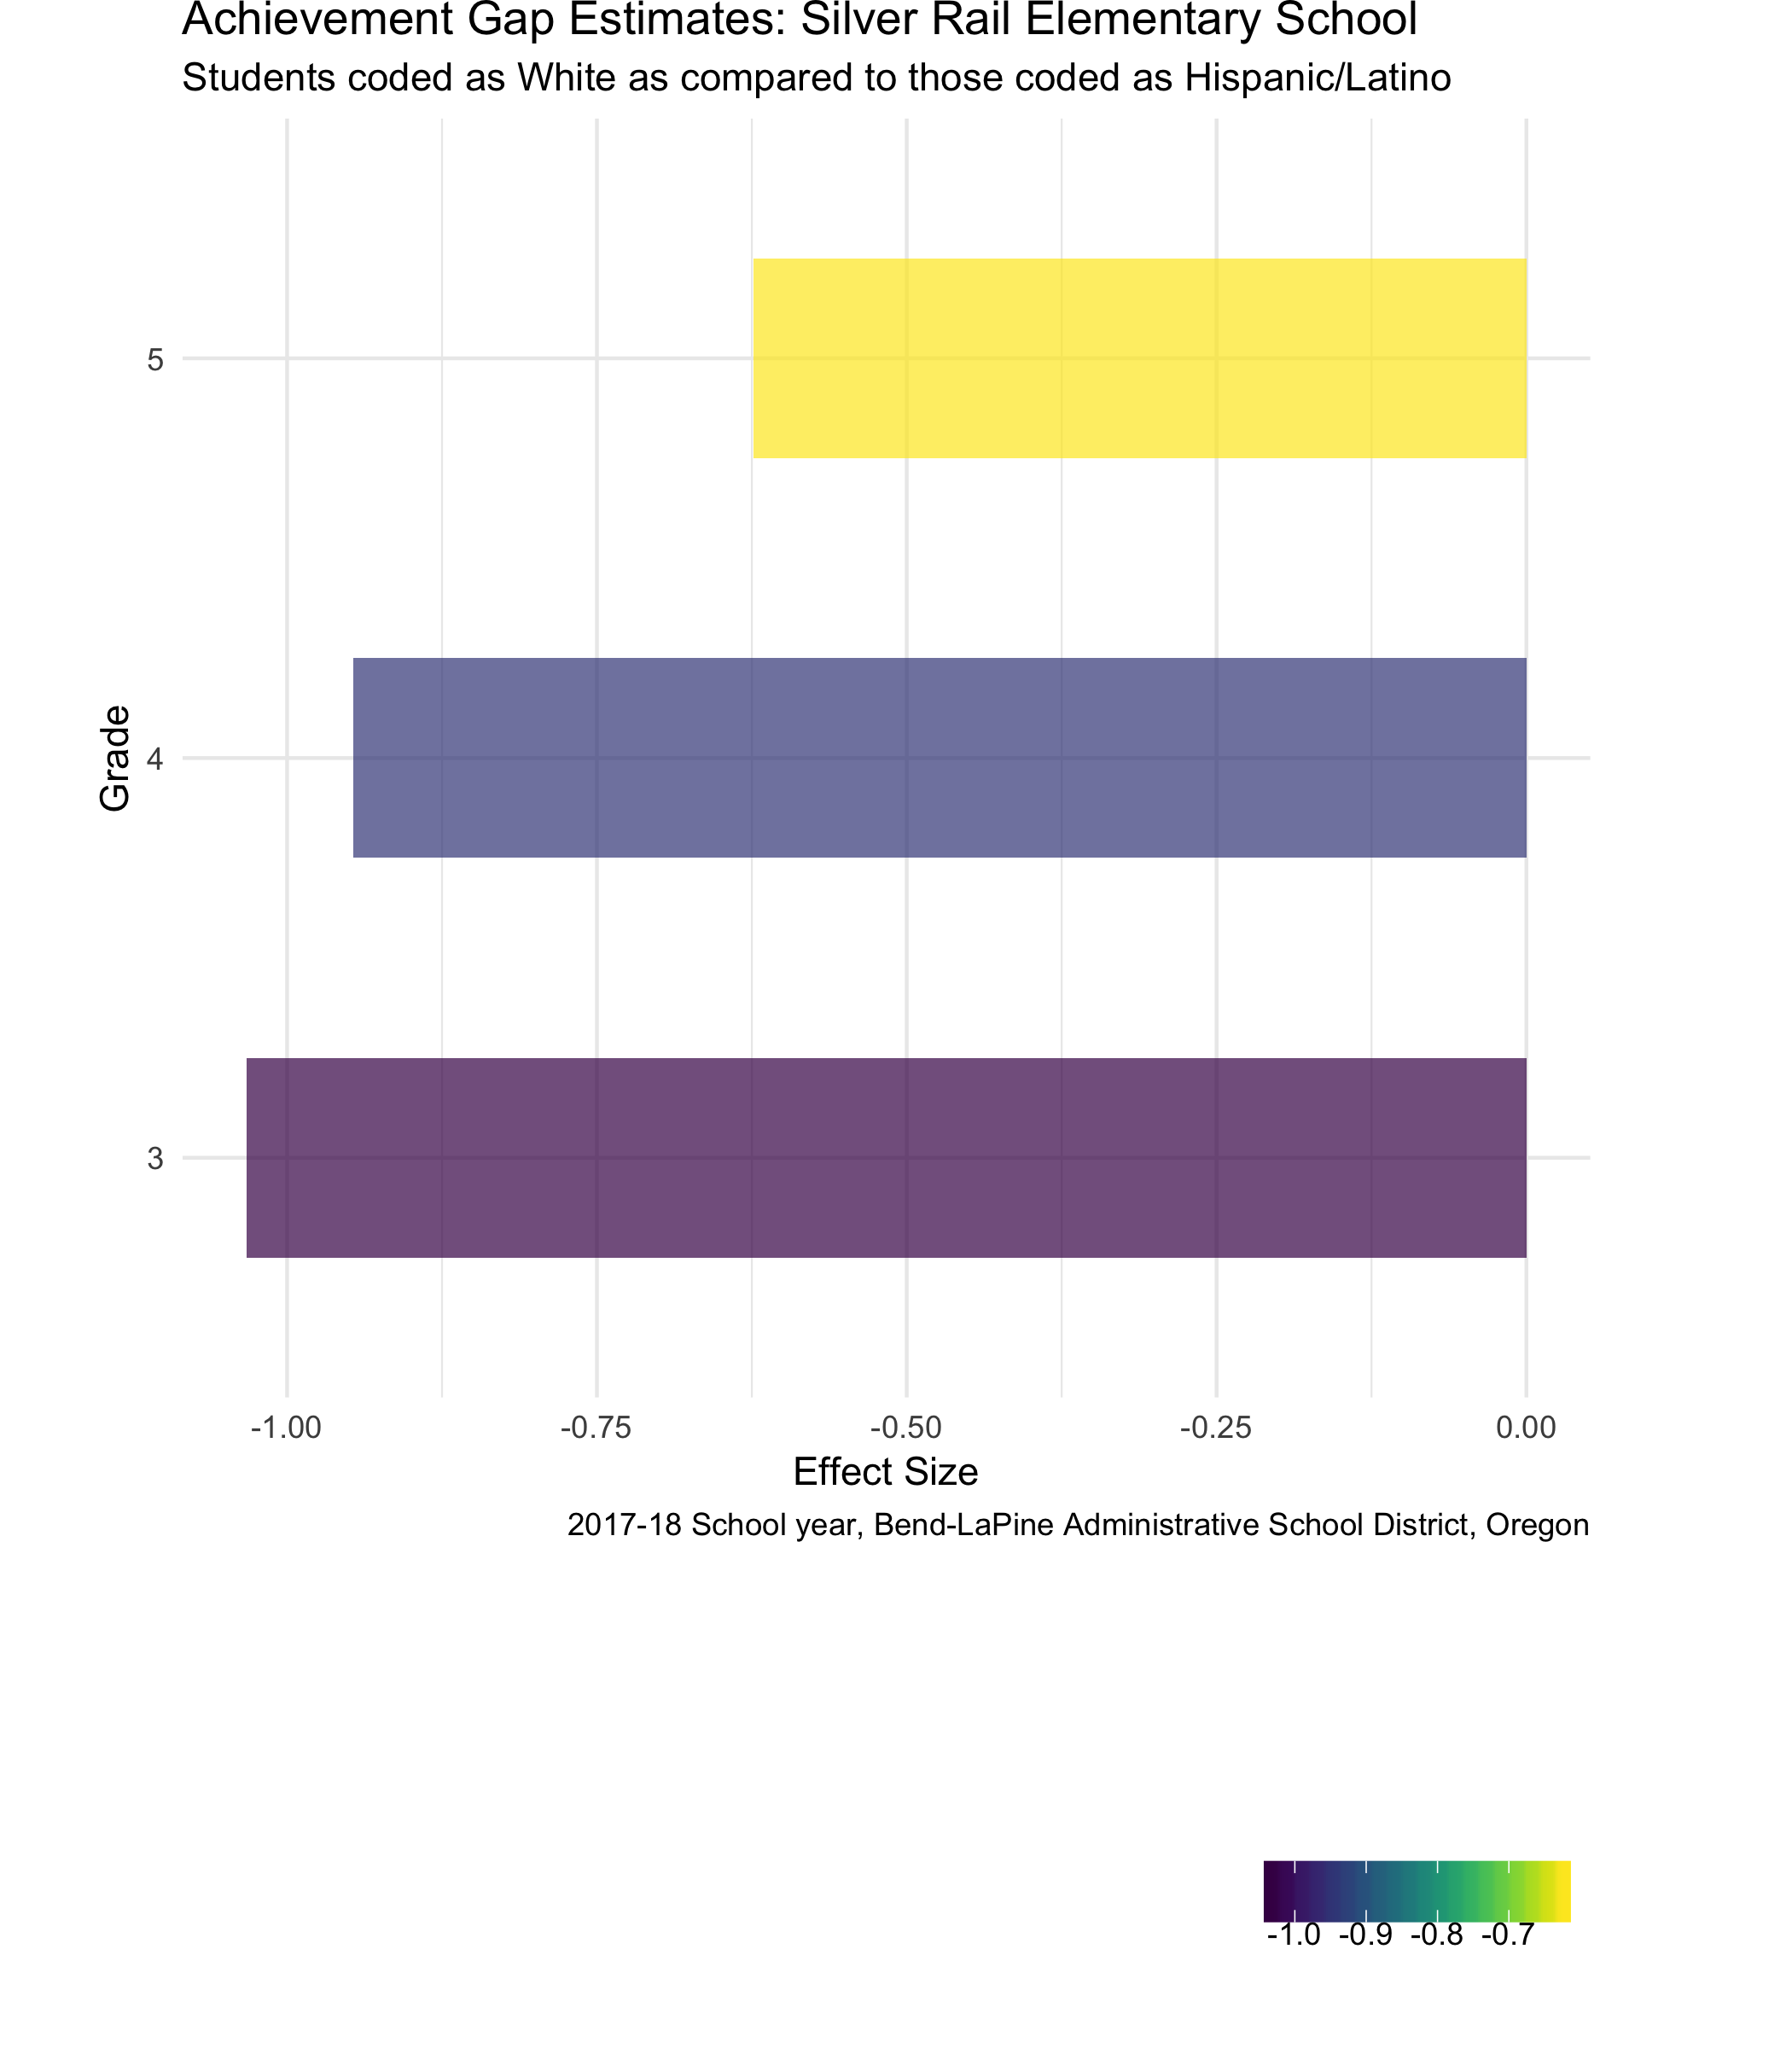 Achievement Gap Estimates: Silver Rail Elementary School
Students coded as White as compared to those coded as Hispanic/Latino
5
4
3
Grade
-1.00 -0.75 -0.50 -0.25 0.00
Effect Size
2017-18 School year, Bend-LaPine Administrative School District, Oregon
-1.0 -0.9 -0.8 -0.7